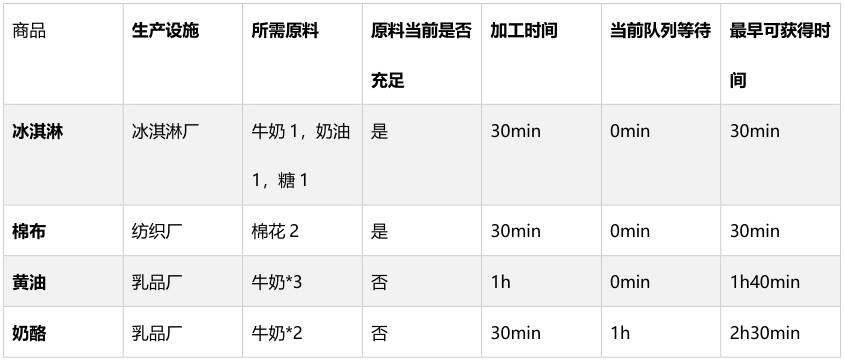 商品 生产设施 所需原料 原料当前是否 加工时间 当前队列等待 最早可获得时
充足 间
冰淇淋 冰淇淋厂 牛奶 1，奶油 是 30min 0min 30min
1，糖 1
棉布 纺织厂 棉花 2 是 30min 0min 30min
黄油 乳品厂 牛奶*3 否 1h 0min 1h40min
奶酪 乳品厂 牛奶*2 否 30min 1h 2h30min